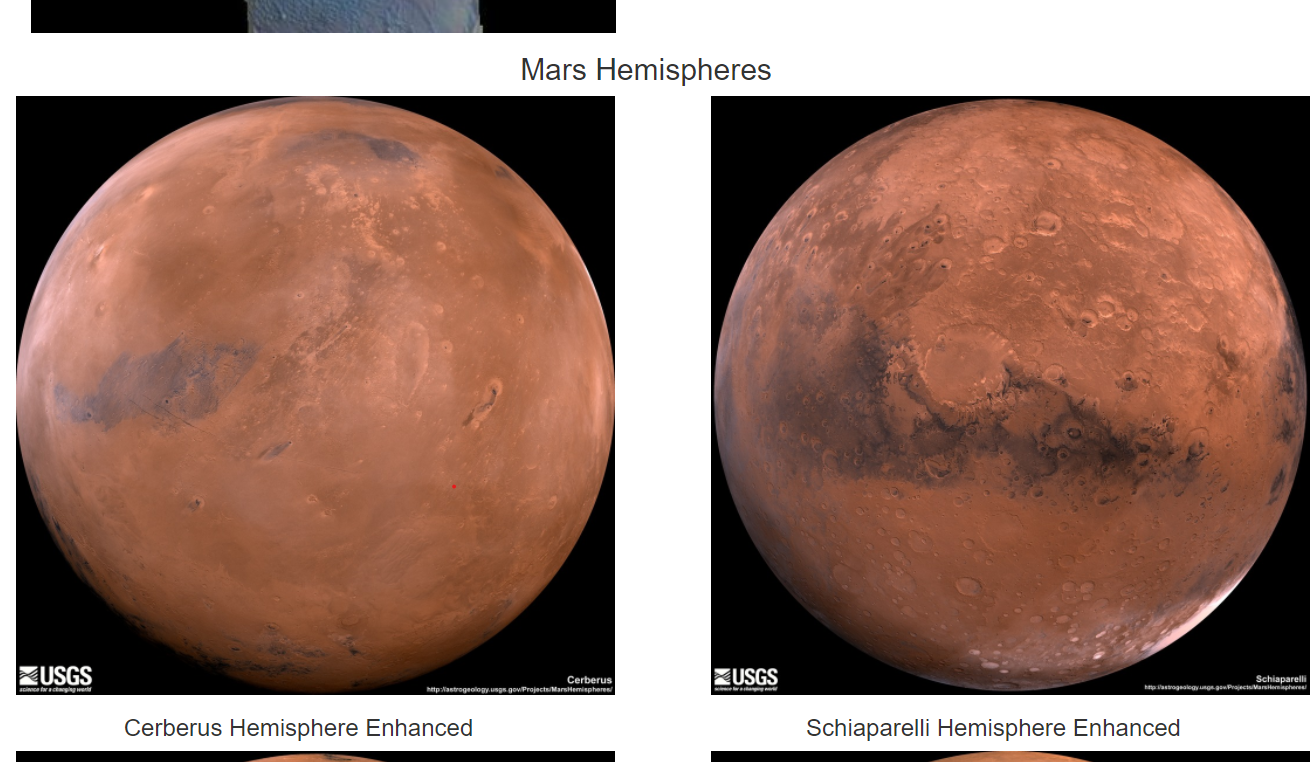 Mars Hemispheres
USGS
science for a changing world
Cerberus
http://astrogeology.usgs.gov/Projects/MarsHemispheres/
USGS
science for a changing world
Schiaparelli
http://astrogeology.usgs.gov/Projects/MarsHemispheres/
Cerberus Hemisphere Enhanced
Schiaparelli Hemisphere Enhanced